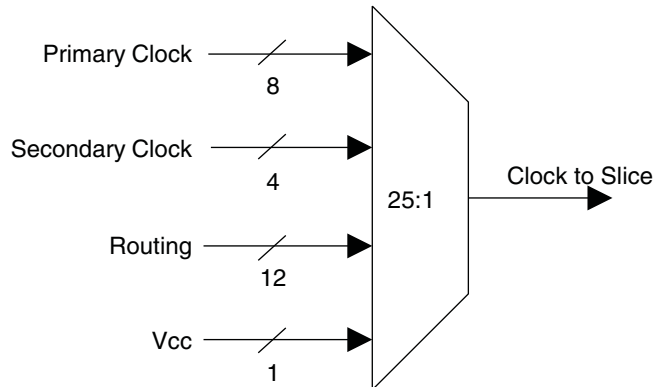 Primary Clock
8
Secondary Clock
4
25:1
Clock to Slice
Routing
12
Vcc
1